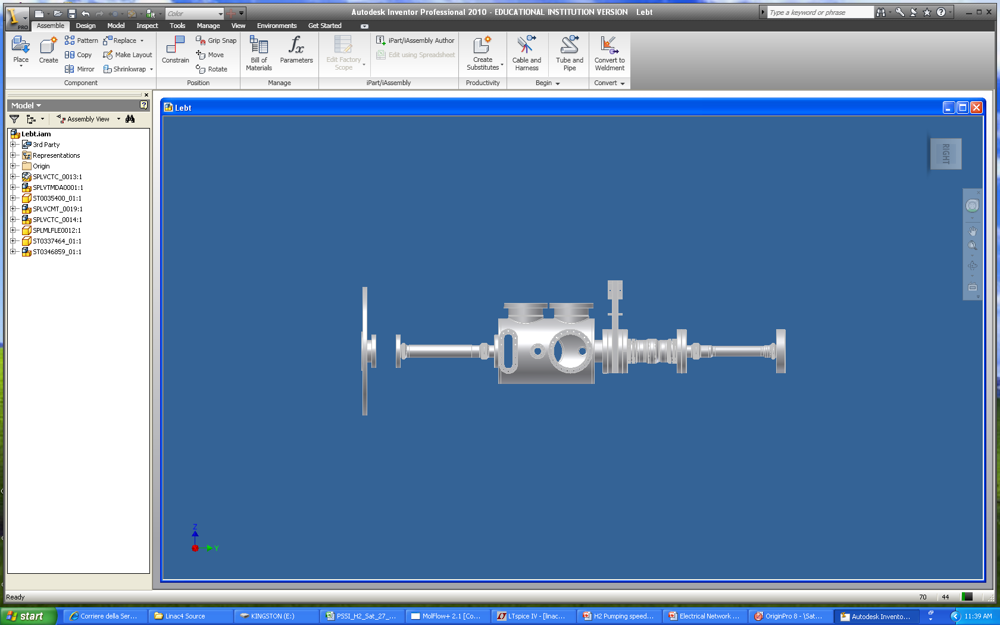 Color
Autodesk Inventor Professional 2010 - EDUCATIONAL INSTITUTION VERSION Lebt
Type a keyword or phrase
PRO
Assemble Design Model Inspect Tools Manage View Environments Get Started
Place
Create
Pattern
Copy
Mirror
Replace
Make Layout
Shrinkwrap
Component
Constrain
Grip Snap
Move
Rotate
Position
Bill of
Materials
Parameters
Manage
Edit Factory
Scope
iPart/iAssembly Author
Edit using Spreadsheet
iPart/iAssembly
Create
Substitutes
Productivity
Cable and
Harness
Tube and
Pipe
Begin
Convert to
Weldment
Convert
Model
Assembly View
Lebt.iam
3rd Party
Representations
Origin
SPLVCTC_0013:1
SPLVTMDA0001:1
ST0035400_01:1
SPLVCMT_0019:1
SPLVCTC_0014:1
SPLMLFLE0012:1
ST0337464_01:1
ST0346859_01:1
Lebt
RIGHT
Z
Y
Ready
70 44
start
Corriere della Ser...
Linac4 Source
KINGSTON (E:)
PSSI_H2_Sat_27_...
MolFlow+ 2.1 [Co...
LTspice IV - [linac...
H2 Pumping speed...
Electrical Network ...
OriginPro 8 - \Sat...
Autodesk Invento...
11:39 AM